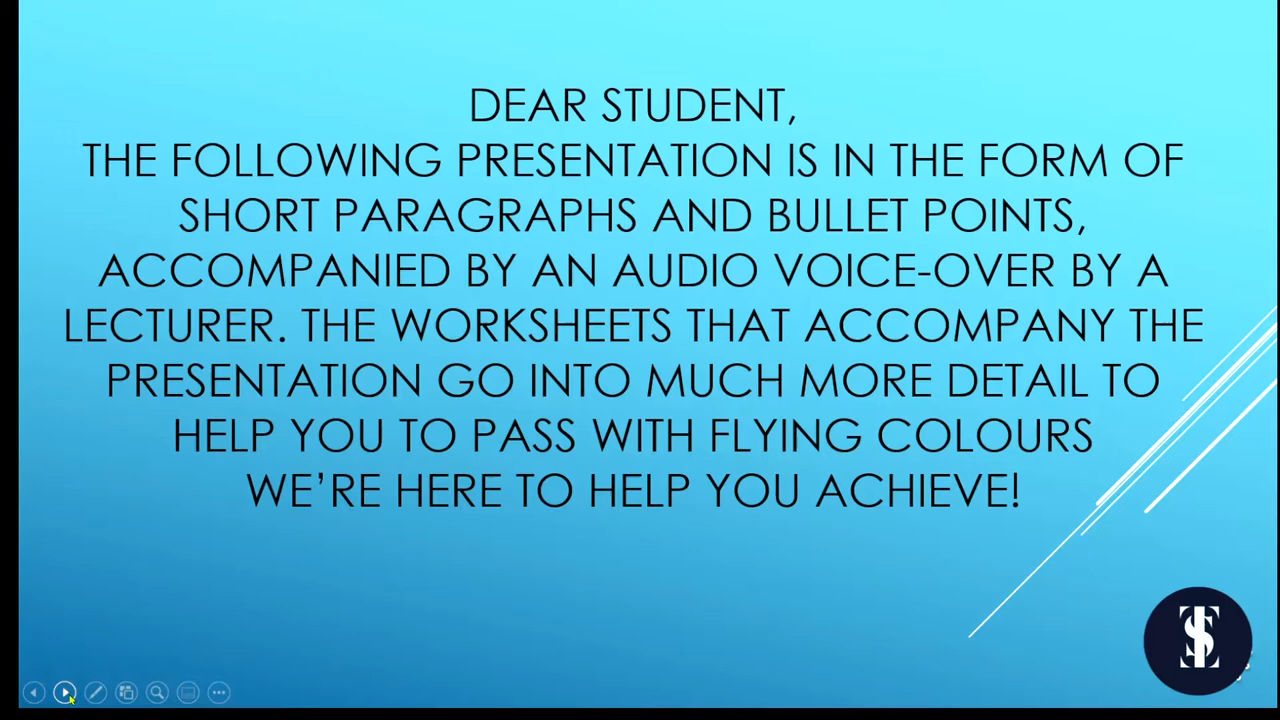 DEAR STUDENT,
THE FOLLOWING PRESENTATION IS IN THE FORM OF
SHORT PARAGRAPHS AND BULLET POINTS,
ACCOMPANIED BY AN AUDIO VOICE-OVER BY A
LECTURER. THE WORKSHEETS THAT ACCOMPANY THE
PRESENTATION GO INTO MUCH MORE DETAIL TO
HELP YOU TO PASS WITH FLYING COLOURS
WE’RE HERE TO HELP YOU ACHIEVE!